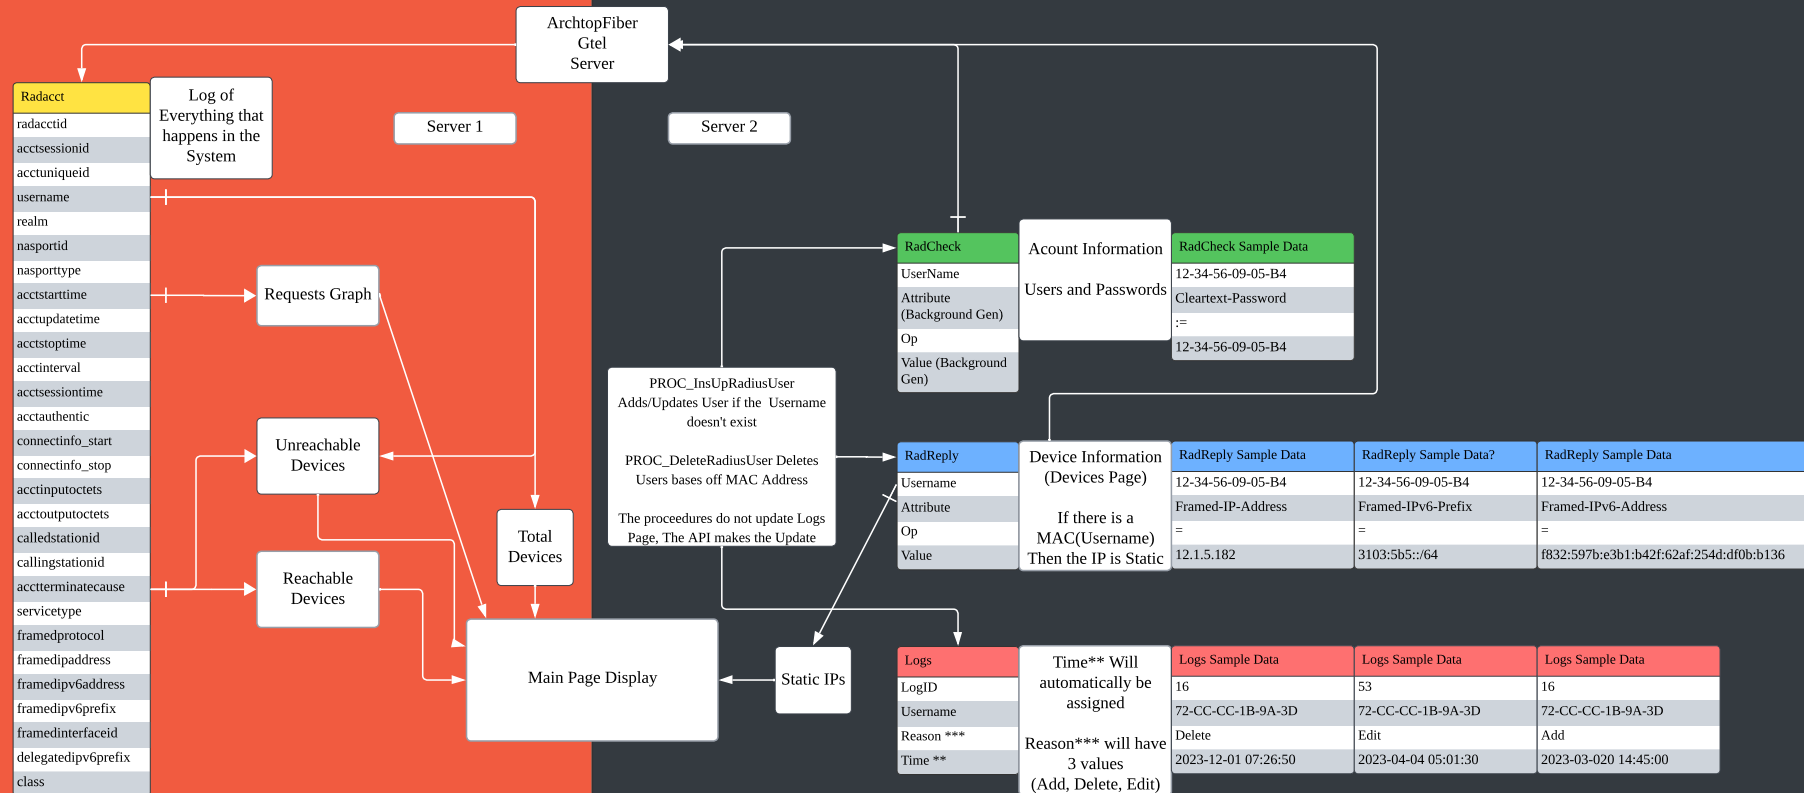 ArchtopFiber
Gtel
Server
Radacct
radacctid
acctsessionid
acctuniqueid
username
realm
nasportid
nasporttype
acctstarttime
acctupdatetime
acctstoptime
acctinterval
acctsessiontime
acctauthentic
connectinfo_start
connectinfo_stop
acctinputoctets
acctoutputoctets
calledstationid
callingstationid
acctterminatecause
servicetype
framedprotocol
framedipaddress
framedipv6address
framedipv6prefix
framedinterfaceid
delegatedipv6prefix
class
Log of
Everything that
happens in the
System
Server 1
Server 2
Requests Graph
Unreachable
Devices
Reachable
Devices
Total
Devices
Main Page Display
Static IPs
PROC_InsUpRadiusUser
Adds/Updates User if the  Username
doesn't exist
PROC_DeleteRadiusUser Deletes
Users bases off MAC Address
The proceedures do not update Logs
Page, The API makes the Update
RadCheck
UserName
Attribute
(Background Gen)
Op
Value (Background
Gen)
Acount Information
Users and Passwords
RadCheck Sample Data
12-34-56-09-05-B4
Cleartext-Password
:=
12-34-56-09-05-B4
RadReply
Username
Attribute
Op
Value
Device Information
(Devices Page)
If there is a
MAC(Username)
Then the IP is Static
RadReply Sample Data
12-34-56-09-05-B4
Framed-IP-Address
=
12.1.5.182
RadReply Sample Data?
12-34-56-09-05-B4
Framed-IPv6-Prefix
=
3103:5b5::/64
RadReply Sample Data
12-34-56-09-05-B4
Framed-IPv6-Address
=
f832:597b:e3b1:b42f:62af:254d:df0b:b136
Logs
LogID
Username
Reason ***
Time **
Time** Will
automatically be
assigned
Reason*** will have
3 values
(Add, Delete, Edit)
Logs Sample Data
16
72-CC-CC-1B-9A-3D
Delete
2023-12-01 07:26:50
Logs Sample Data
53
72-CC-CC-1B-9A-3D
Edit
2023-04-04 05:01:30
Logs Sample Data
16
72-CC-CC-1B-9A-3D
Add
2023-03-020 14:45:00